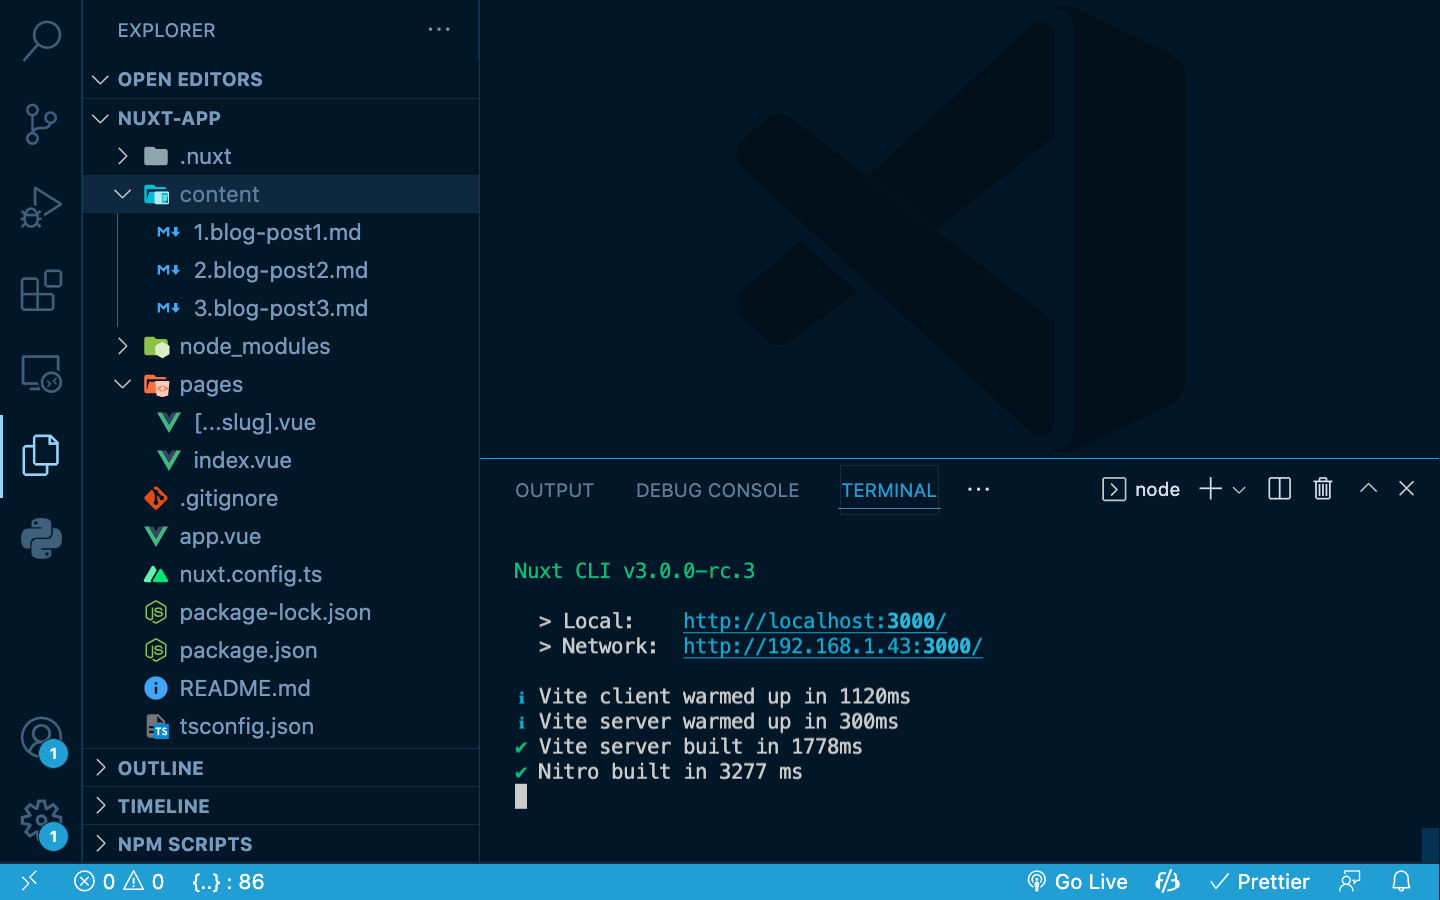 EXPLORER
OPEN EDITORS
NUXT-APP
.nuxt
content
1.blog-post1.md
2.blog-post2.md
3.blog-post3.md
node_modules
pages
[...slug].vue
index.vue
.gitignore
app.vue
nuxt.config.ts
package-lock.json
package.json
README.md
tsconfig.json
OUTLINE
TIMELINE
NPM SCRIPTS
1
1
OUTPUT DEBUG CONSOLE TERMINAL ··· node
Nuxt CLI v3.0.0-rc.3
> Local: http://localhost:3000/
> Network: http://192.168.1.43:3000/
ℹ Vite client warmed up in 1120ms
ℹ Vite server warmed up in 300ms
✔ Vite server built in 1778ms
✔ Nitro built in 3277 ms
0 0 {..} : 86 Go Live Prettier